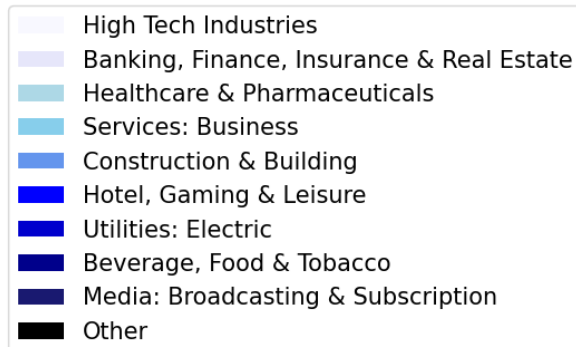 High Tech Industries
Banking, Finance, Insurance & Real Estate
Healthcare & Pharmaceuticals
Services: Business
Construction & Building
Hotel, Gaming & Leisure
Utilities: Electric
Beverage, Food & Tobacco
Media: Broadcasting & Subscription
Other